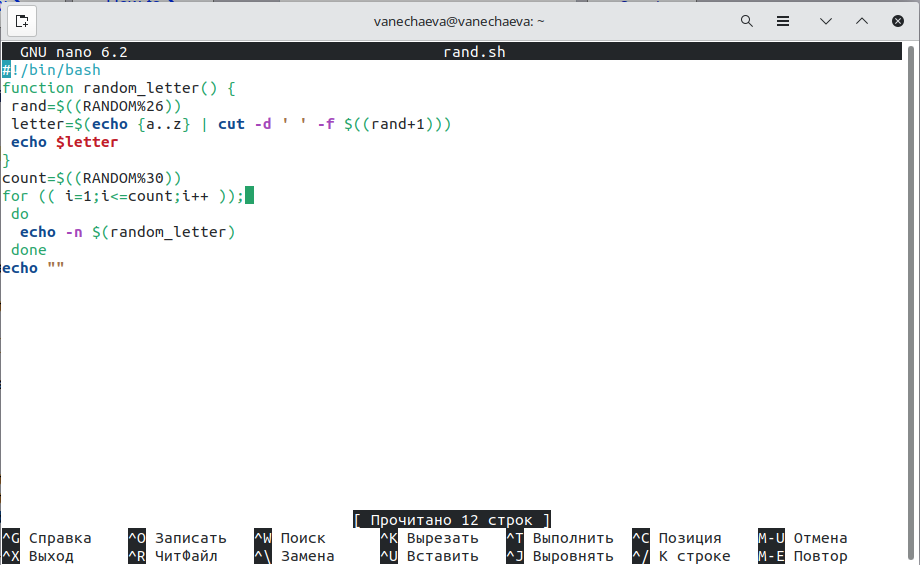 vanechaeva@vanechaeva: ~
GNU nano 6.2 rand.sh
#!/bin/bash
function random_letter() {
 rand=$((RANDOM%26))
 letter=$(echo {a..z} | cut -d ' ' -f $((rand+1)))
 echo $letter
}
count=$((RANDOM%30))
for (( i=1;i<=count;i++ ));
 do
  echo -n $(random_letter)
 done
echo ""
[ Прочитано 12 строк ]
^G Справка ^O Записать ^W Поиск ^K Вырезать ^T Выполнить ^C Позиция M-U Отмена
^X Выход ^R ЧитФайл ^\ Замена ^U Вставить ^J Выровнять ^/ К строке M-E Повтор